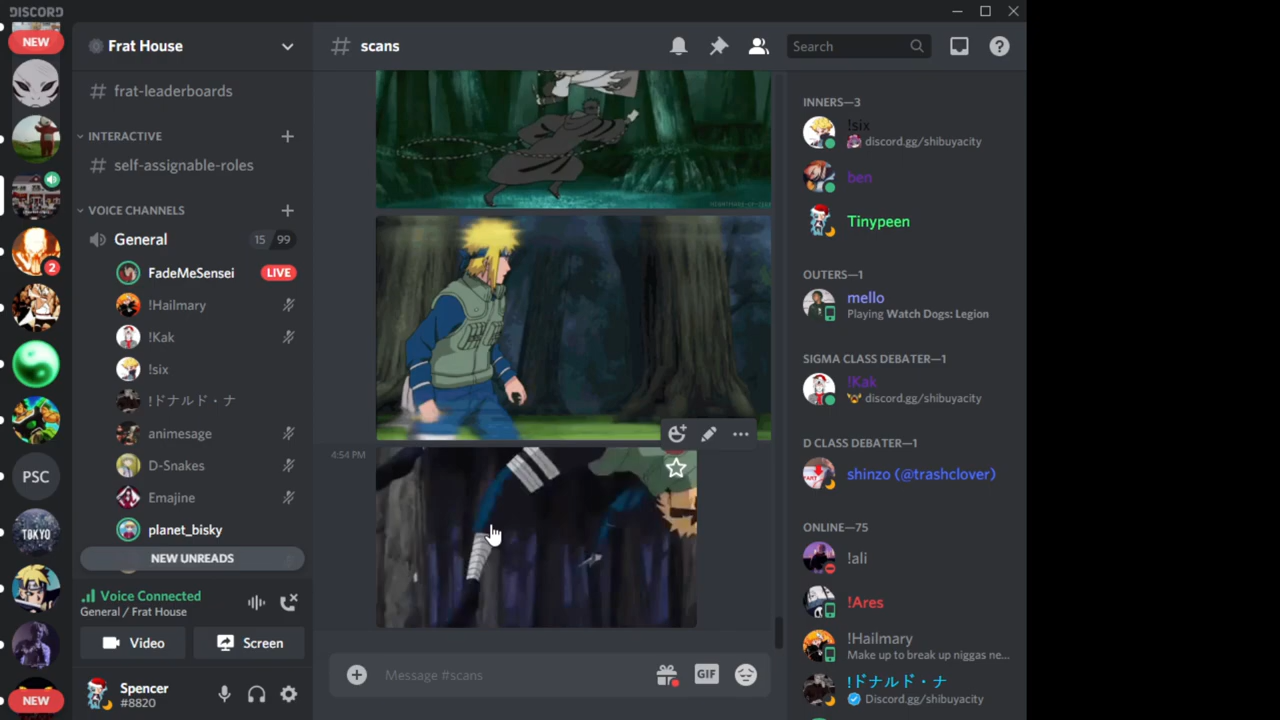 DISCORD
NEW
2
PSC
TOKYO
NEW
Frat House
frat-leaderboards
INTERACTIVE
self-assignable-roles
VOICE CHANNELS
General
15 99
FadeMeSensei
LIVE
!Hailmary
!Kak
!six
!ドナルド・ナ
animesage
D-Snakes
Emajine
planet_bisky
NEW UNREADS
Voice Connected
General / Frat House
Video
Screen
Spencer
#8820
# scans
Search
4:54 PM
Message #scans
GIF
INNERS—3
!six
discord.gg/shibuyacity
ben
Tinypeen
OUTERS—1
mello
Playing Watch Dogs: Legion
SIGMA CLASS DEBATER—1
!Kak
discord.gg/shibuyacity
D CLASS DEBATER—1
shinzo (@trashclover)
ONLINE—75
!ali
!Ares
!Hailmary
Make up to break up niggas ne...
!ドナルド・ナ
Discord.gg/shibuyacity